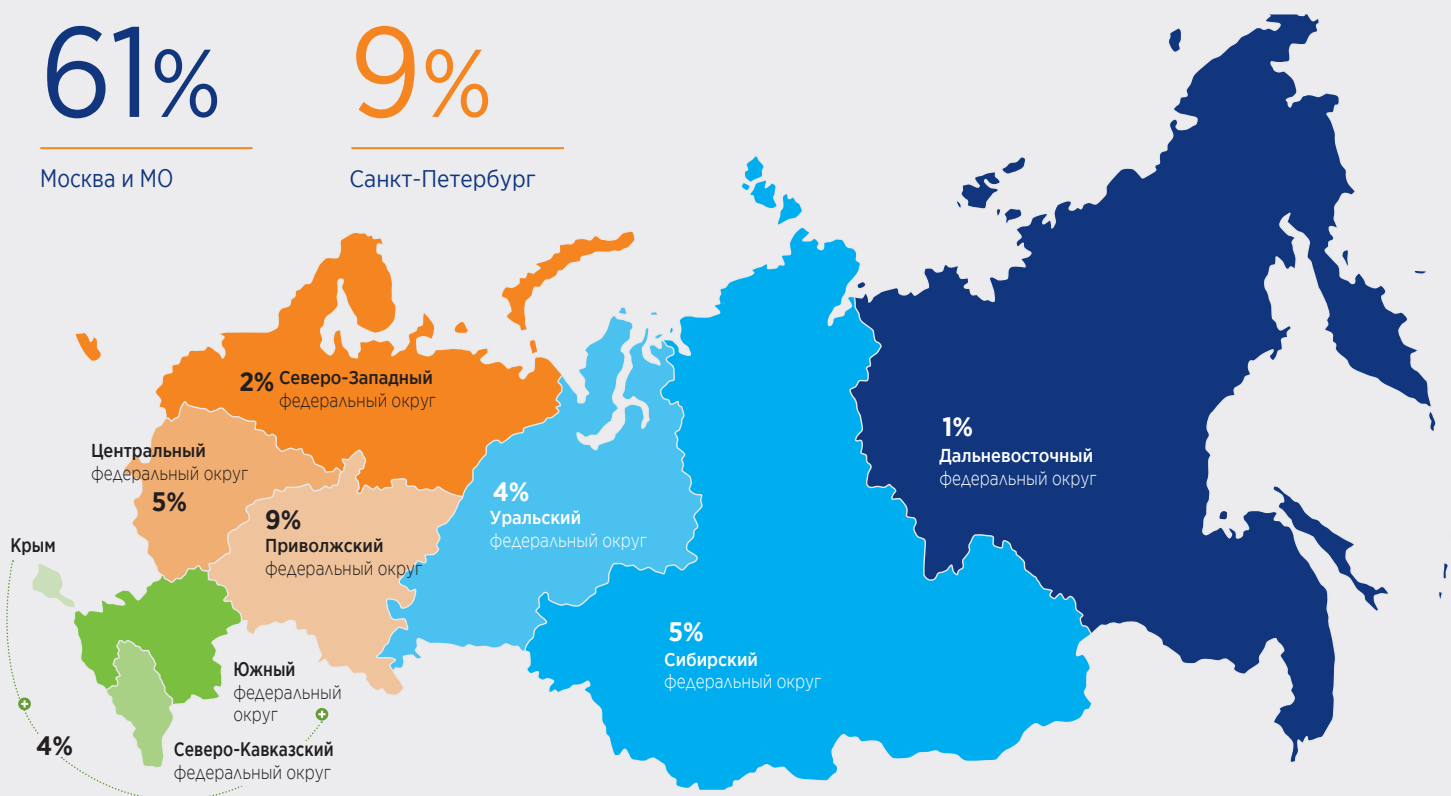 61%
Москва и МО
9%
Санкт-Петербург
2% Северо-Западный
федеральный округ
Центральный
федеральный округ
5%
9%
Приволжский
федеральный округ
4%
Уральский
федеральный округ
1%
Дальневосточный
федеральный округ
5%
Сибирский
федеральный округ
Крым
Южный
федеральный
округ
4%
Северо-Кавказский
федеральный округ